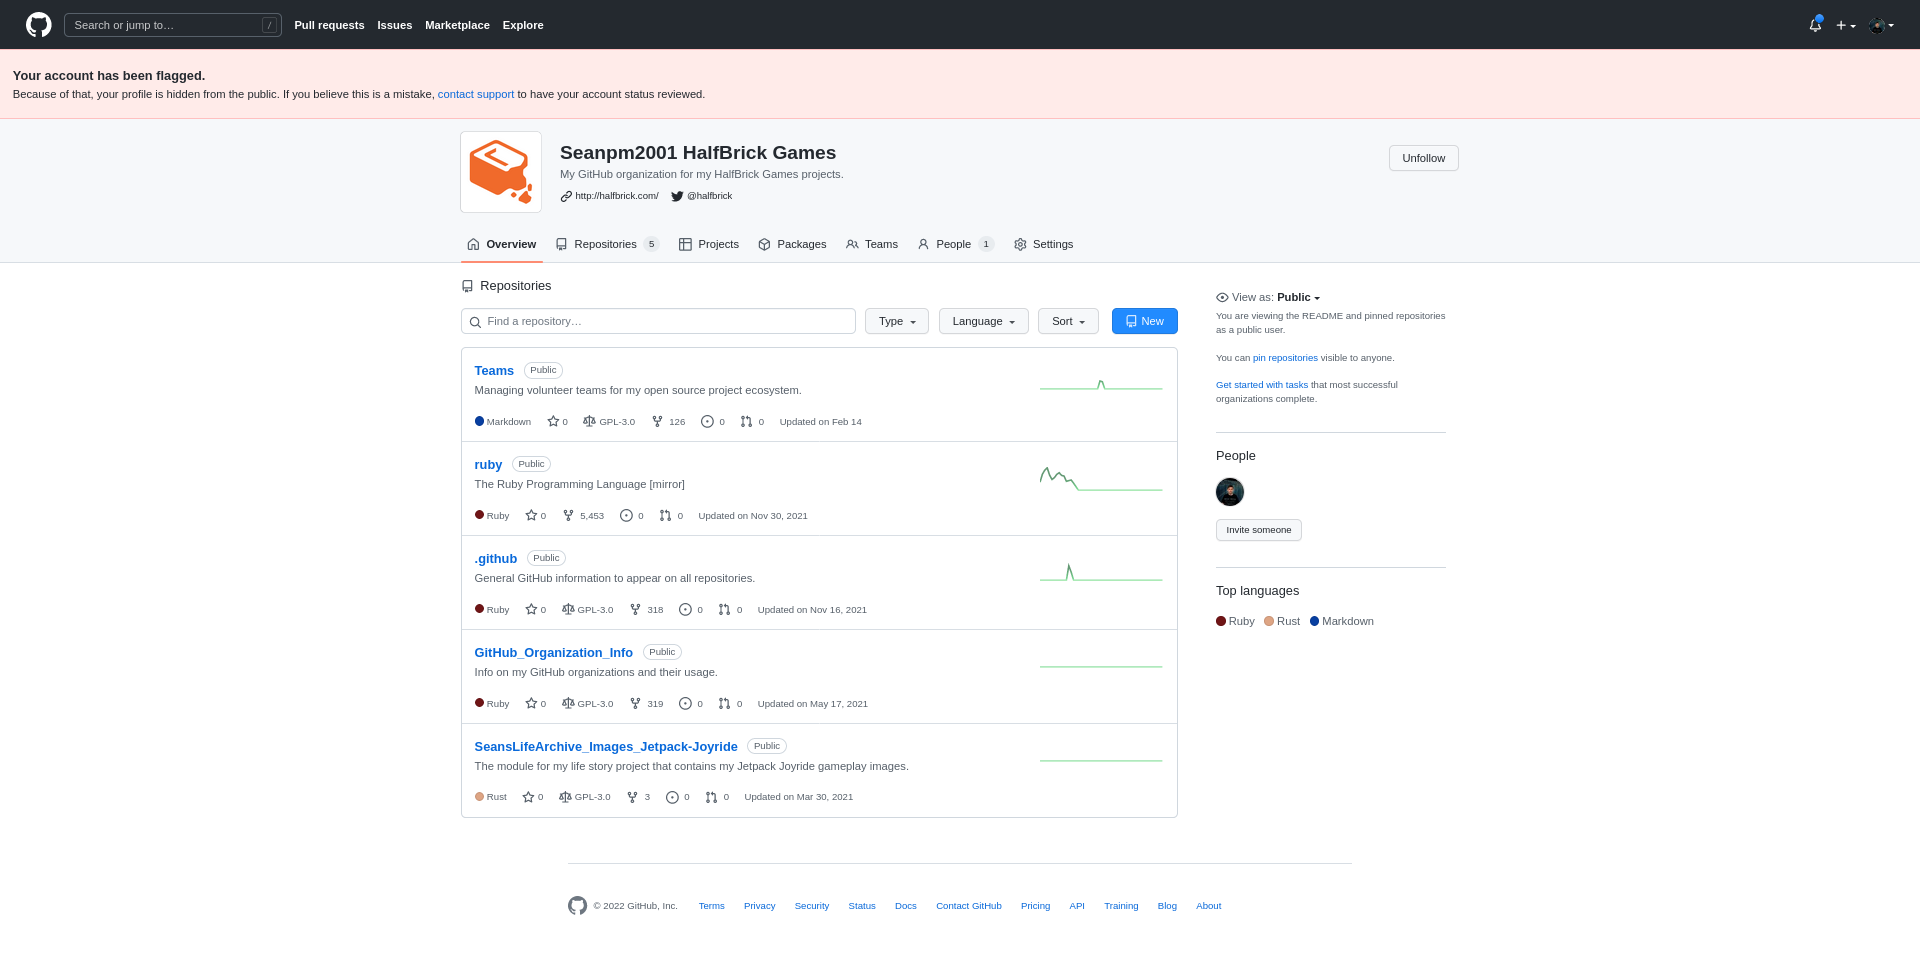 Search or jump to… /
Pull requests Issues Marketplace Explore
Your account has been flagged.
Because of that, your profile is hidden from the public. If you believe this is a mistake, contact support to have your account status reviewed.
Seanpm2001 HalfBrick Games
My GitHub organization for my HalfBrick Games projects.
http://halfbrick.com/ @halfbrick
Unfollow
Overview Repositories 5 Projects Packages Teams People 1 Settings
Repositories
Find a repository… Type Language Sort New
Teams Public
Managing volunteer teams for my open source project ecosystem.
Markdown 0 GPL-3.0 126 0 0 Updated on Feb 14
ruby Public
The Ruby Programming Language [mirror]
Ruby 0 5,453 0 0 Updated on Nov 30, 2021
.github Public
General GitHub information to appear on all repositories.
Ruby 0 GPL-3.0 318 0 0 Updated on Nov 16, 2021
GitHub_Organization_Info Public
Info on my GitHub organizations and their usage.
Ruby 0 GPL-3.0 319 0 0 Updated on May 17, 2021
SeansLifeArchive_Images_Jetpack-Joyride Public
The module for my life story project that contains my Jetpack Joyride gameplay images.
Rust 0 GPL-3.0 3 0 0 Updated on Mar 30, 2021
View as: Public
You are viewing the README and pinned repositories
as a public user.
You can pin repositories visible to anyone.
Get started with tasks that most successful
organizations complete.
People
Invite someone
Top languages
Ruby Rust Markdown
© 2022 GitHub, Inc. Terms Privacy Security Status Docs Contact GitHub Pricing API Training Blog About